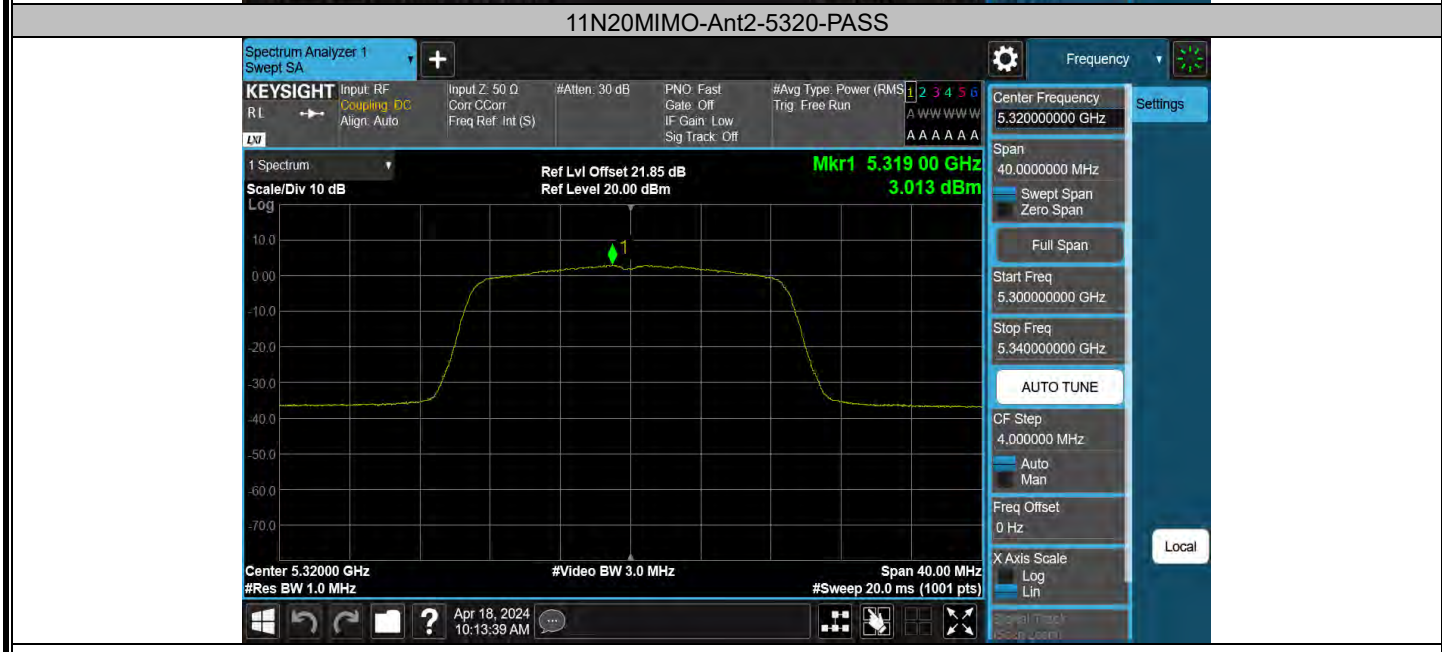 11N20MIMO-Ant2-5320-PASS
Spectrum Analyzer 1
Swept SA
Frequency
Settings
KEYSIGHT
RL
LXI
Input: RF
Coupling: DC
Align: Auto
Input Z: 50 Ω
Corr CCorr
Freq Ref: Int (S)
#Atten: 30 dB
PNO: Fast
Gate: Off
IF Gain: Low
Sig Track: Off
#Avg Type: Power (RMS
Trig: Free Run
1 2 3 4 5 6
A W W W W W
A A A A A A
1 Spectrum
Scale/Div 10 dB
Log
Ref Lvl Offset 21.85 dB
Ref Level 20.00 dBm
Mkr1 5.319 00 GHz
3.013 dBm
1
10.0
0.00
-10.0
-20.0
-30.0
-40.0
-50.0
-60.0
-70.0
Center 5.32000 GHz
#Res BW 1.0 MHz
#Video BW 3.0 MHz
Span 40.00 MHz
#Sweep 20.0 ms (1001 pts)
Center Frequency
5.320000000 GHz
Span
40.0000000 MHz
Swept Span
Zero Span
Full Span
Start Freq
5.300000000 GHz
Stop Freq
5.340000000 GHz
AUTO TUNE
CF Step
4.000000 MHz
Auto
Man
Freq Offset
0 Hz
X Axis Scale
Log
Lin
Signal Track
(Span Zoom)
Local
?
Apr 18, 2024
10:13:39 AM